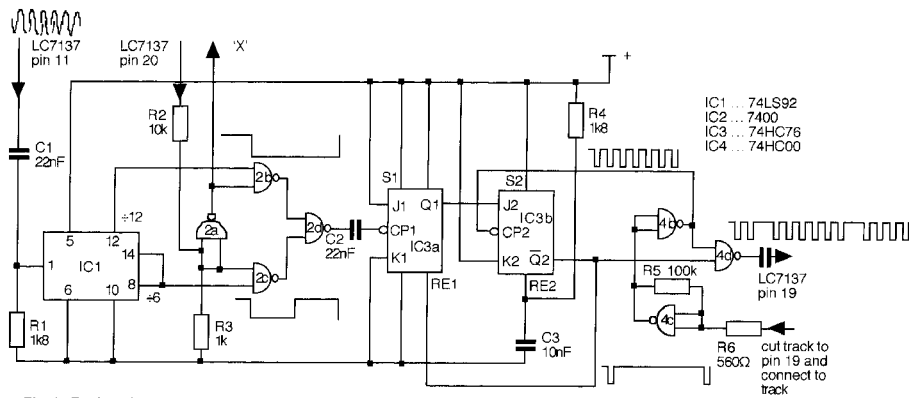 LC7137
pin 11
LC7137
pin 20
'X'
+
R2
10k
R4
1k8
IC1 ... 74LS92
IC2 ... 7400
IC3 ... 74HC76
IC4 ... 74HC00
C1
22nF
÷12
5
12
14
8
1
IC1
6
10
÷6
2a
2b
2c
2d
C2
22nF
S1
J1
Q1
CP1
IC3a
K1
RE1
S2
J2
IC3b
CP2
K2
Q̅2
RE2
4b
4d
R5 100k
4c
LC7137
pin 19
R1
1k8
R3
1k
C3
10nF
R6
560Ω
cut track to
pin 19 and
connect to
track